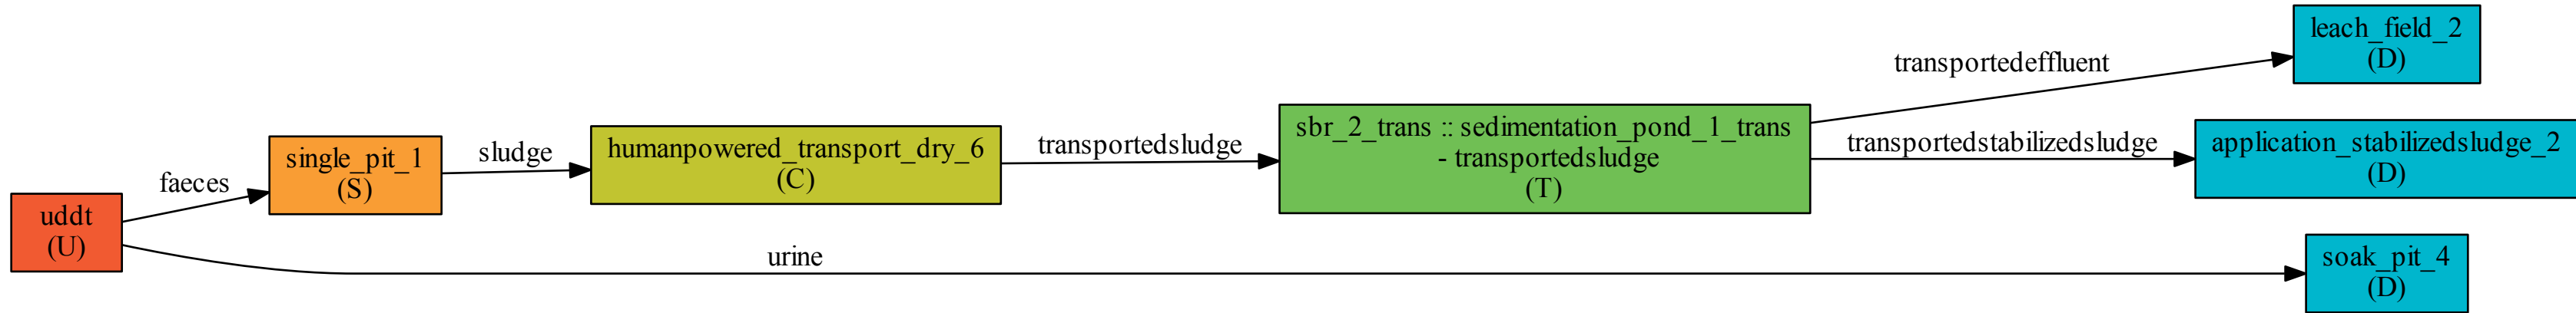 uddt
(U)
faeces
single_pit_1
(S)
sludge
humanpowered_transport_dry_6
(C)
transportedsludge
sbr_2_trans :: sedimentation_pond_1_trans
- transportedsludge
(T)
transportedeffluent
leach_field_2
(D)
transportedstabilizedsludge
application_stabilizedsludge_2
(D)
urine
soak_pit_4
(D)